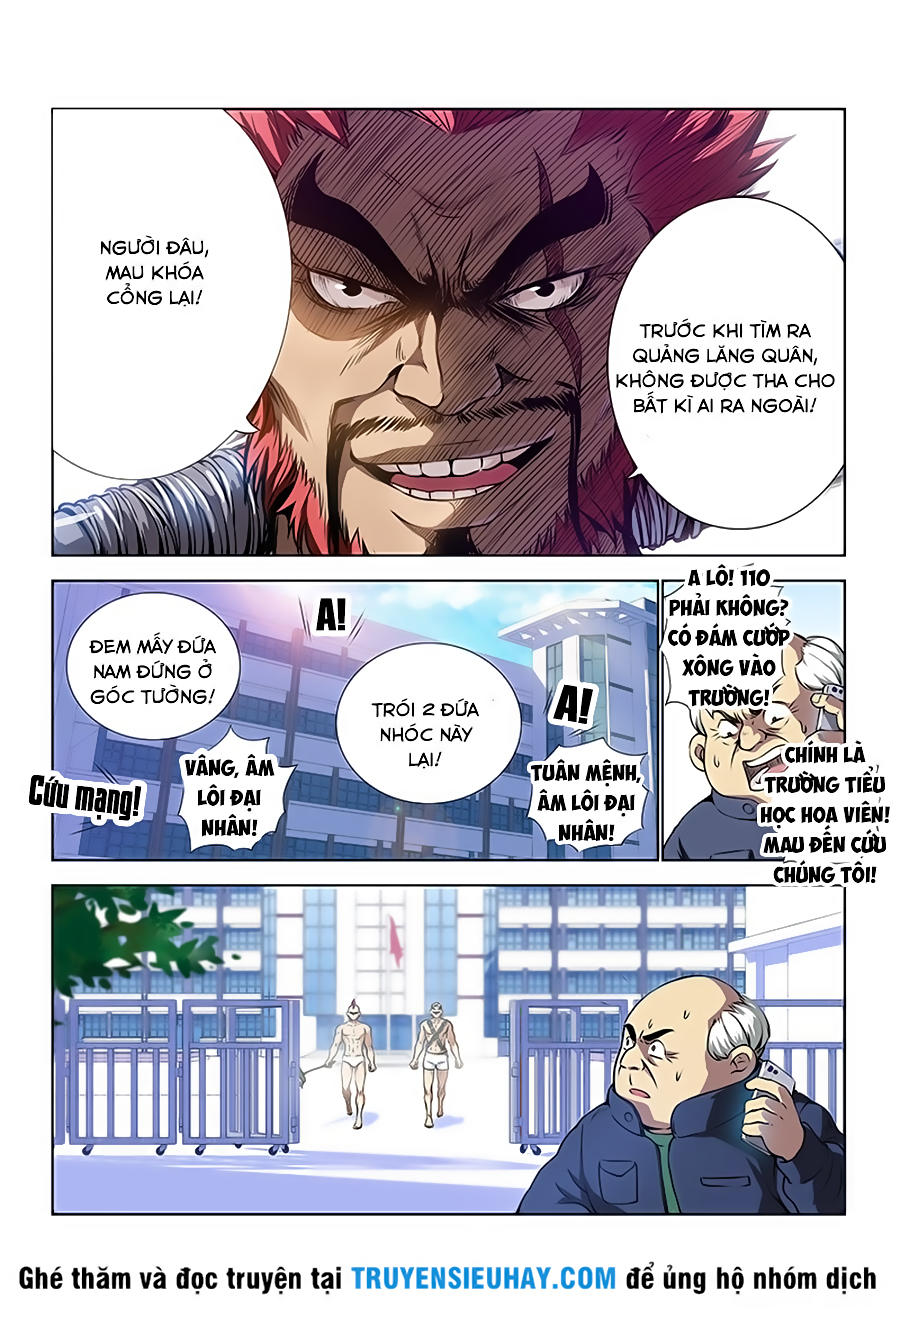 NGƯỜI ĐÂU,
MAU KHÓA
CỔNG LẠI!
TRƯỚC KHI TÌM RA
QUẢNG LĂNG QUÂN,
KHÔNG ĐƯỢC THA CHO
BẤT KÌ AI RA NGOÀI!
ĐEM MẤY ĐỨA
NAM ĐỨNG Ở
GÓC TƯỜNG!
A!
Cứu mạng!
VÂNG, ÂM
LÔI ĐẠI
NHÂN!
TRÓI 2 ĐỨA
NHÓC NÀY
LẠI!
A!
TUÂN MỆNH,
ÂM LÔI ĐẠI
NHÂN!
A LÔ! 110
PHẢI KHÔNG?
CÓ ĐÁM CƯỚP
XÔNG VÀO
TRƯỜNG!
CHÍNH LÀ
TRƯỜNG TIỂU
HỌC HOA VIÊN!
MAU ĐẾN CỨU
CHÚNG TÔI!
Ghé thăm và đọc truyện tại TRUYENSIEUHAY.COM để ủng hộ nhóm dịch